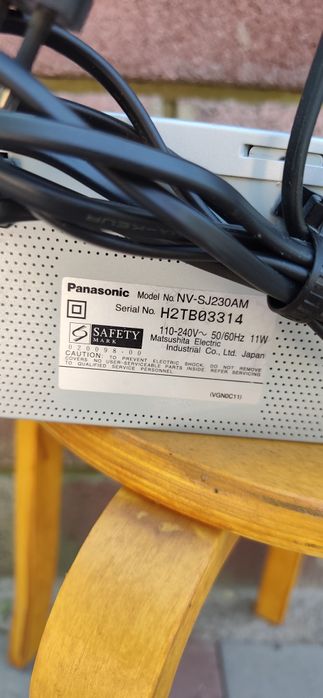 Panasonic Model No. NV-SJ230AM
Serial No. H2TB03314
SAFETY MARK
020098-00
110-240V~ 50/60Hz 11W
Matsushita Electric
Industrial Co., Ltd. Japan
CAUTION: TO PREVENT ELECTRIC SHOCK, DO NOT REMOVE
COVERS NO USER-SERVICEABLE PARTS INSIDE. REFER SERVICING
TO QUALIFIED SERVICE PERSONNEL.
(VGN0C11)